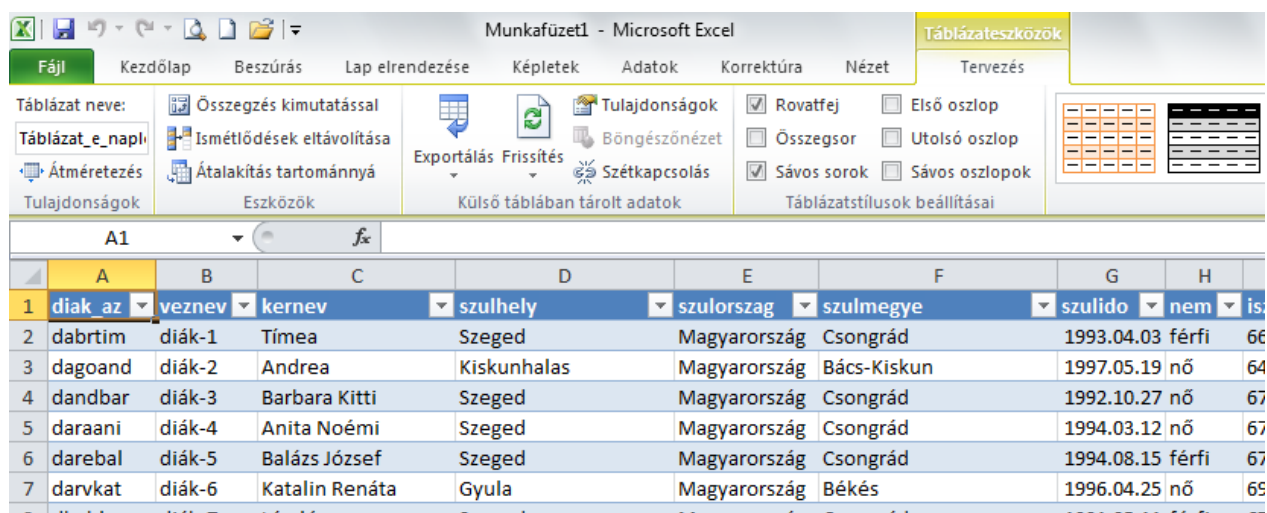 Munkafüzet1 - Microsoft Excel
Táblázateszközök
Fájl Kezdőlap Beszúrás Lap elrendezése Képletek Adatok Korrektúra Nézet Tervezés
Táblázat neve: Összegzés kimutatással Tulajdonságok Rovatfej Első oszlop
Táblázat_e_napl Ismétlődések eltávolítása Exportálás Frissítés Böngészőnézet Összegsor Utolsó oszlop
Átméretezés Átalakítás tartománnyá Szétkapcsolás Sávos sorok Sávos oszlopok
Tulajdonságok Eszközök Külső táblában tárolt adatok Táblázatstílusok beállításai
A1 fx
A B C D E F G H
1 diak_az veznev kernev szulhely szulorszag szulmegye szulido nem
2 dabrtim diák-1 Tímea Szeged Magyarország Csongrád 1993.04.03 férfi 66
3 dagoand diák-2 Andrea Kiskunhalas Magyarország Bács-Kiskun 1997.05.19 nő 64
4 dandbar diák-3 Barbara Kitti Szeged Magyarország Csongrád 1992.10.27 nő 67
5 daraani diák-4 Anita Noémi Szeged Magyarország Csongrád 1994.03.12 nő 67
6 darebal diák-5 Balázs József Szeged Magyarország Csongrád 1994.08.15 férfi 67
7 darvkat diák-6 Katalin Renáta Gyula Magyarország Békés 1996.04.25 nő 69